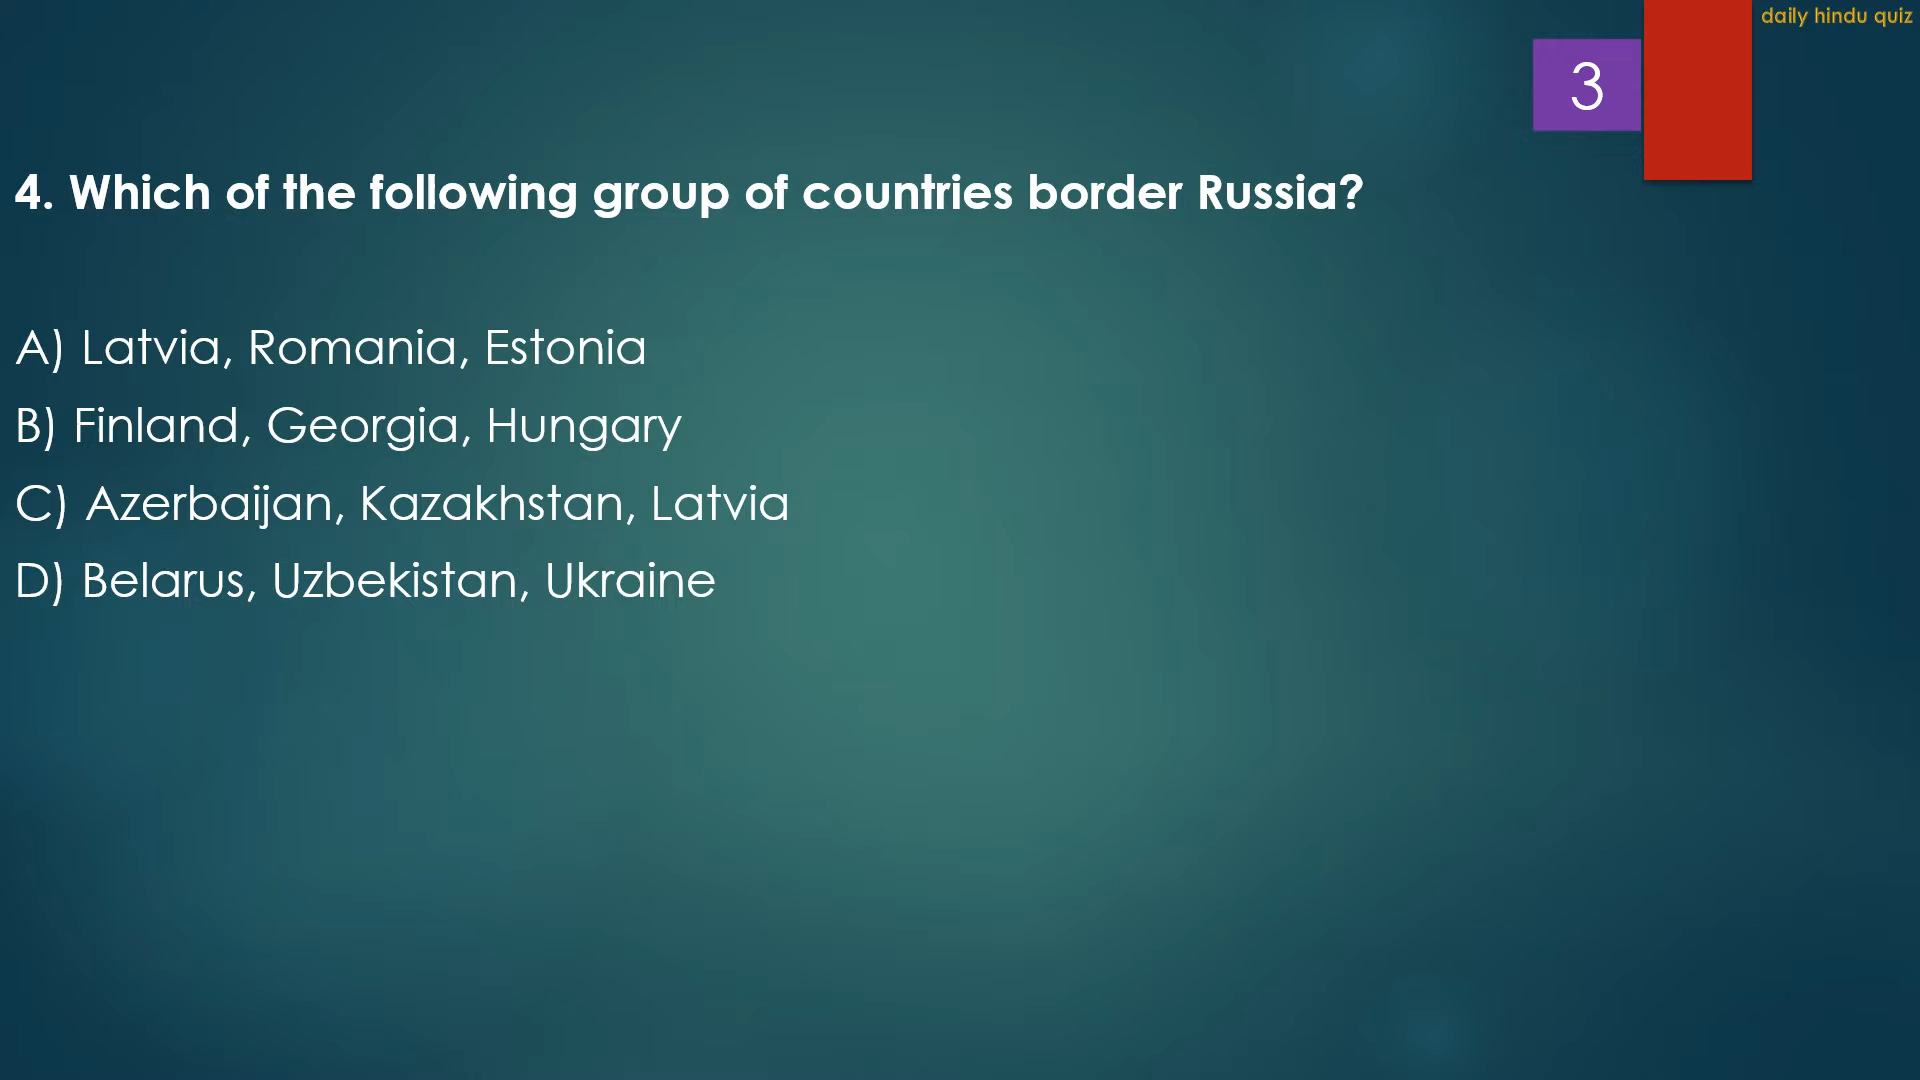 daily hindu quiz
3
4. Which of the following group of countries border Russia?
A) Latvia, Romania, Estonia
B) Finland, Georgia, Hungary
C) Azerbaijan, Kazakhstan, Latvia
D) Belarus, Uzbekistan, Ukraine